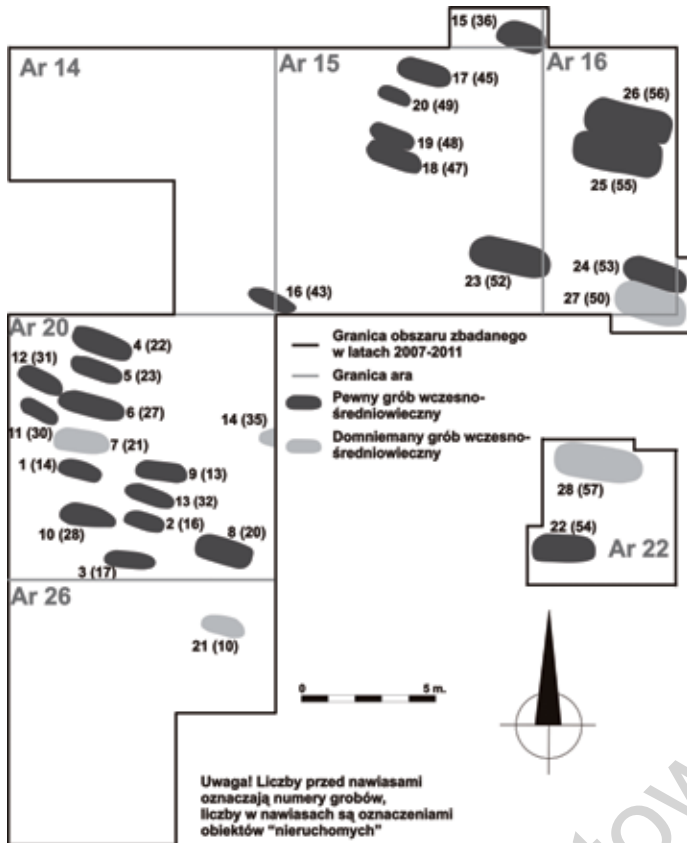 15 (36)
Ar 14
Ar 15
Ar 16
17 (45)
20 (49)
26 (56)
19 (48)
18 (47)
25 (55)
23 (52)
24 (53)
27 (50)
16 (43)
Ar 20
4 (22)
12 (31)
5 (23)
6 (27)
11 (30)
7 (21)
14 (35)
1 (14)
9 (13)
13 (32)
10 (28)
2 (16)
8 (20)
3 (17)
Granica obszaru zbadanego
w latach 2007-2011
Granica ara
Pewny grób wczesno-
średniowieczny
Domniemany grób wczesno-
średniowieczny
28 (57)
22 (54)
Ar 22
Ar 26
21 (10)
0 5 m.
Uwaga! Liczby przed nawiasami
oznaczają numery grobów,
liczby w nawiasach są oznaczeniami
obiektów "nieruchomych"